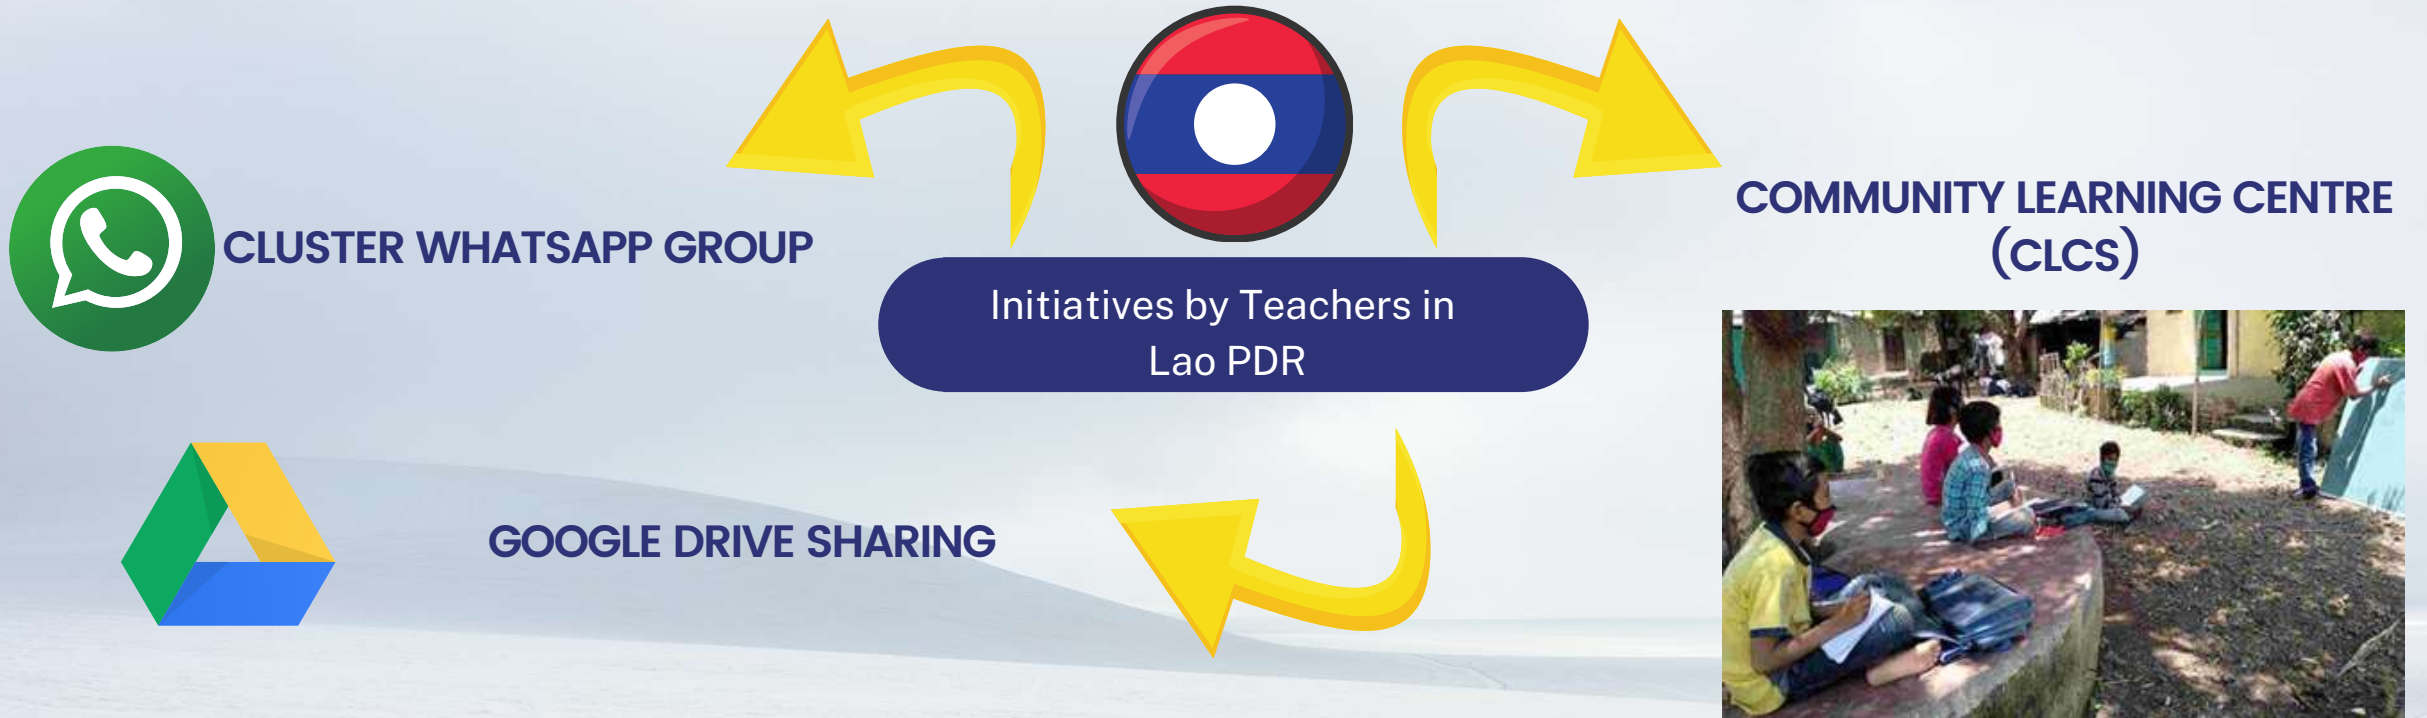 CLUSTER WHATSAPP GROUP
Initiatives by Teachers in
Lao PDR
COMMUNITY LEARNING CENTRE
(CLCS)
GOOGLE DRIVE SHARING